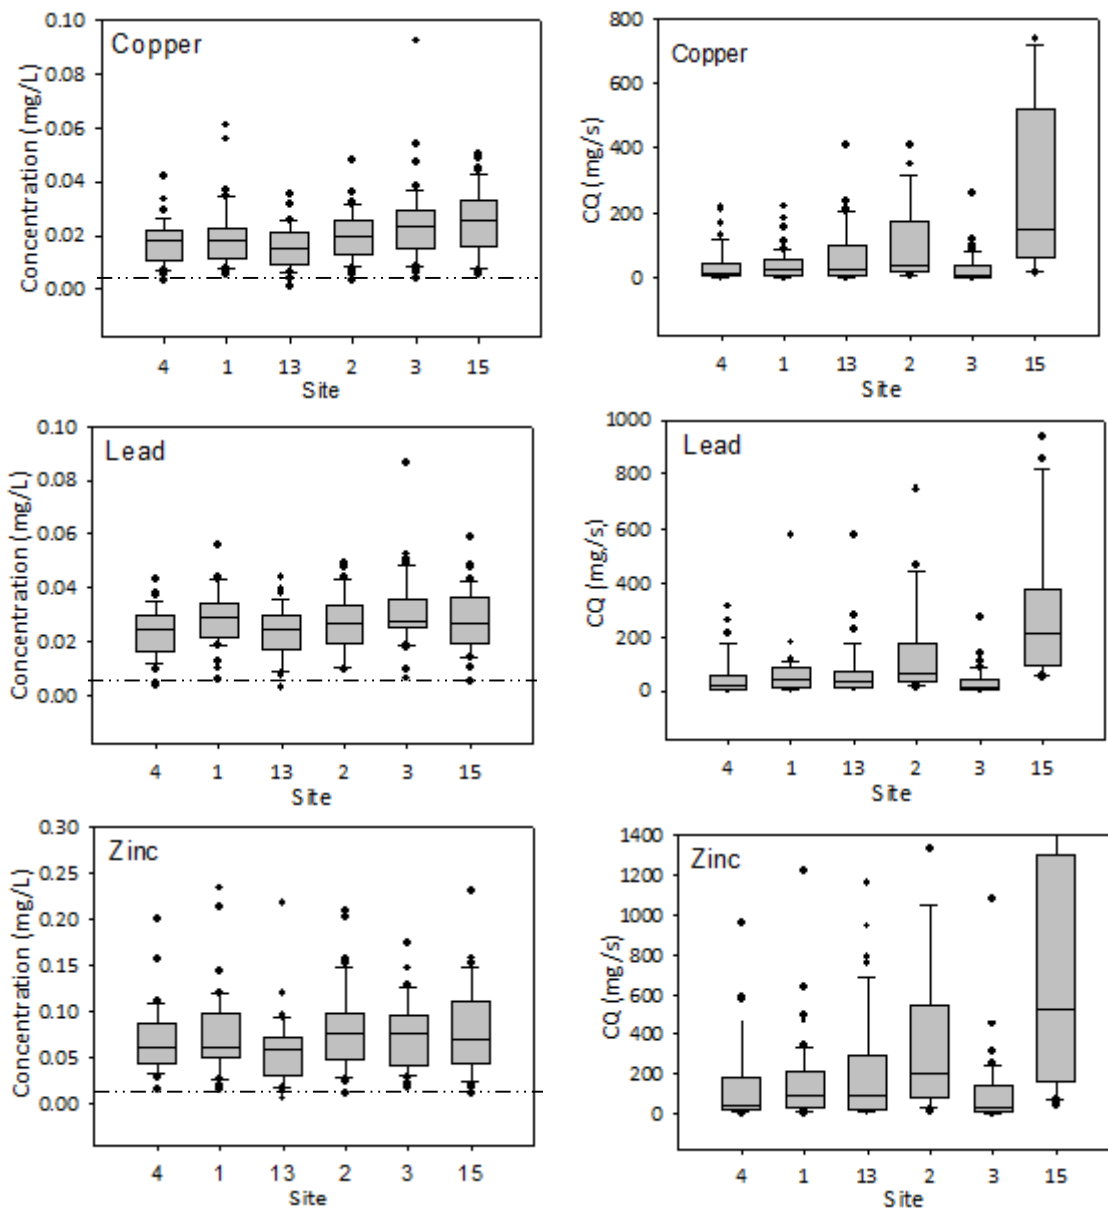 Copper
Concentration (mg/L)
0.10
0.08
0.06
0.04
0.02
0.00
4 1 13 2 3 15
Site
Copper
CQ (mg/s)
800
600
400
200
0
4 1 13 2 3 15
Site
Lead
Concentration (mg/L)
0.10
0.08
0.06
0.04
0.02
0.00
4 1 13 2 3 15
Site
Lead
CQ (mg/s)
1000
800
600
400
200
0
4 1 13 2 3 15
Site
Zinc
Concentration (mg/L)
0.30
0.25
0.20
0.15
0.10
0.05
0.00
4 1 13 2 3 15
Site
Zinc
CQ (mg/s)
1400
1200
1000
800
600
400
200
0
4 1 13 2 3 15
Site